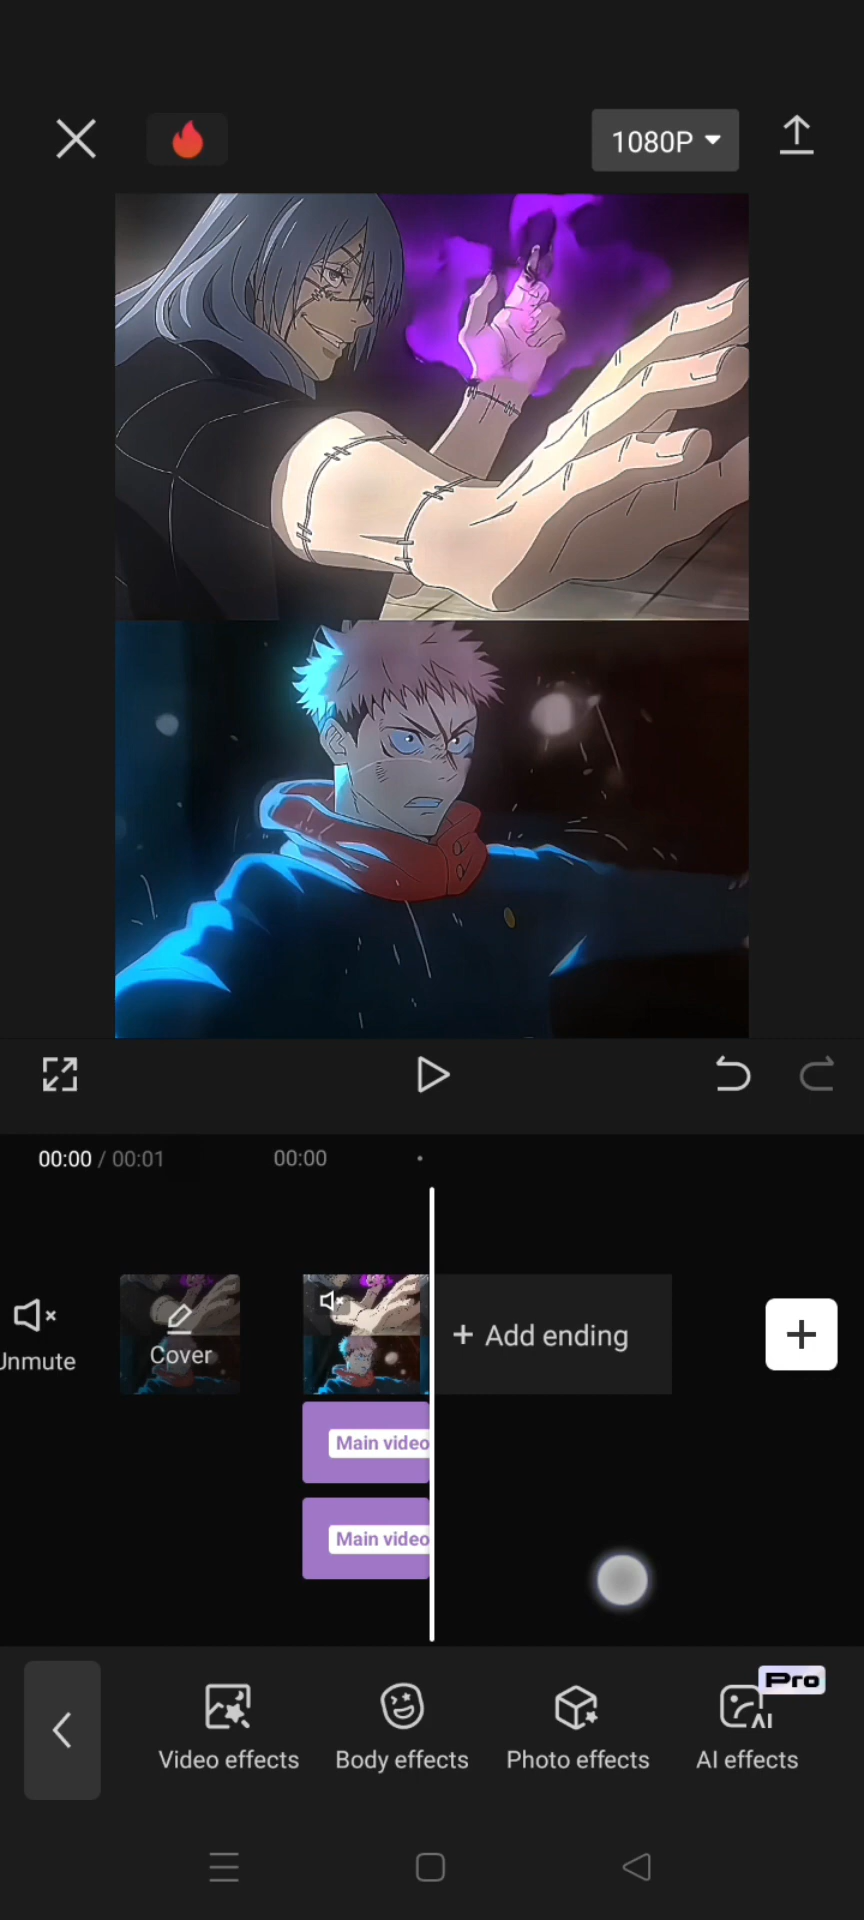 1080P
00:00 / 00:01
00:00
Unmute
Cover
+ Add ending
Main video
Main video
Pro
AI
Video effects
Body effects
Photo effects
AI effects